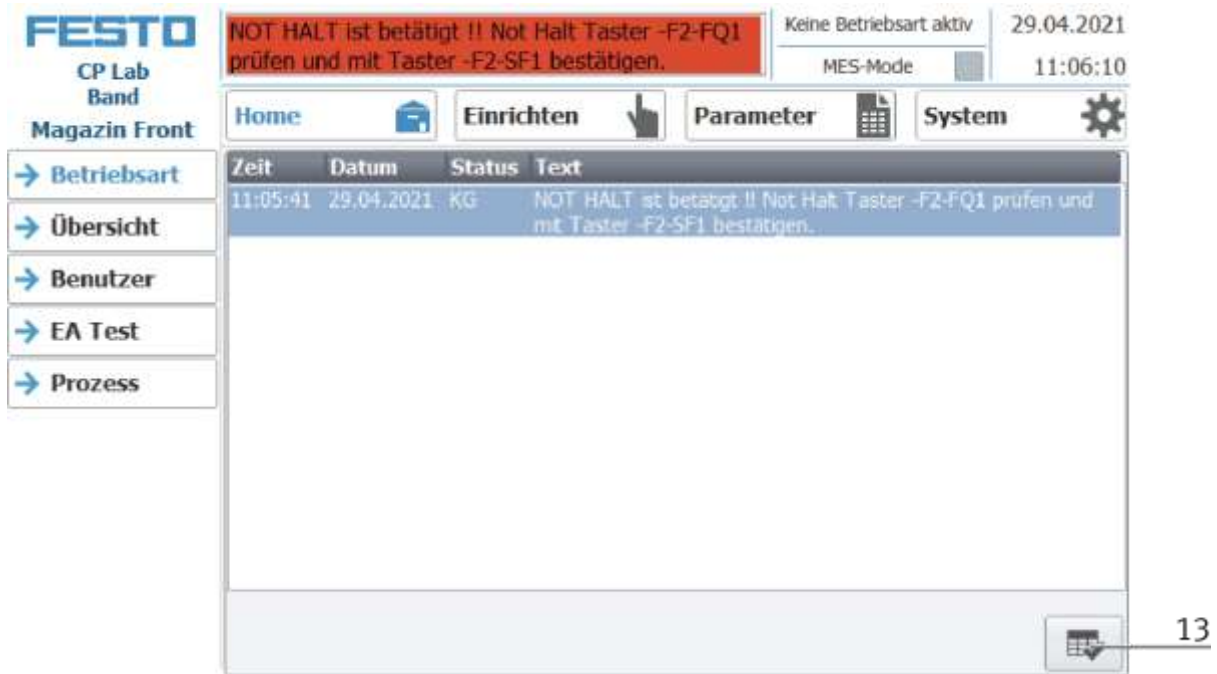 FESTO
CP Lab
Band
Magazin Front
NOT HALT ist betätigt !! Not Halt Taster -F2-FQ1
prüfen und mit Taster -F2-SF1 bestätigen.
Keine Betriebsart aktiv
MES-Mode
29.04.2021
11:06:10
Home
Einrichten
Parameter
System
Betriebsart
Übersicht
Benutzer
EA Test
Prozess
Zeit Datum Status Text
11:05:41 29.04.2021 KG NOT HALT ist betätigt !! Not Halt Taster -F2-FQ1 prüfen und
mit Taster -F2-SF1 bestätigen.
13